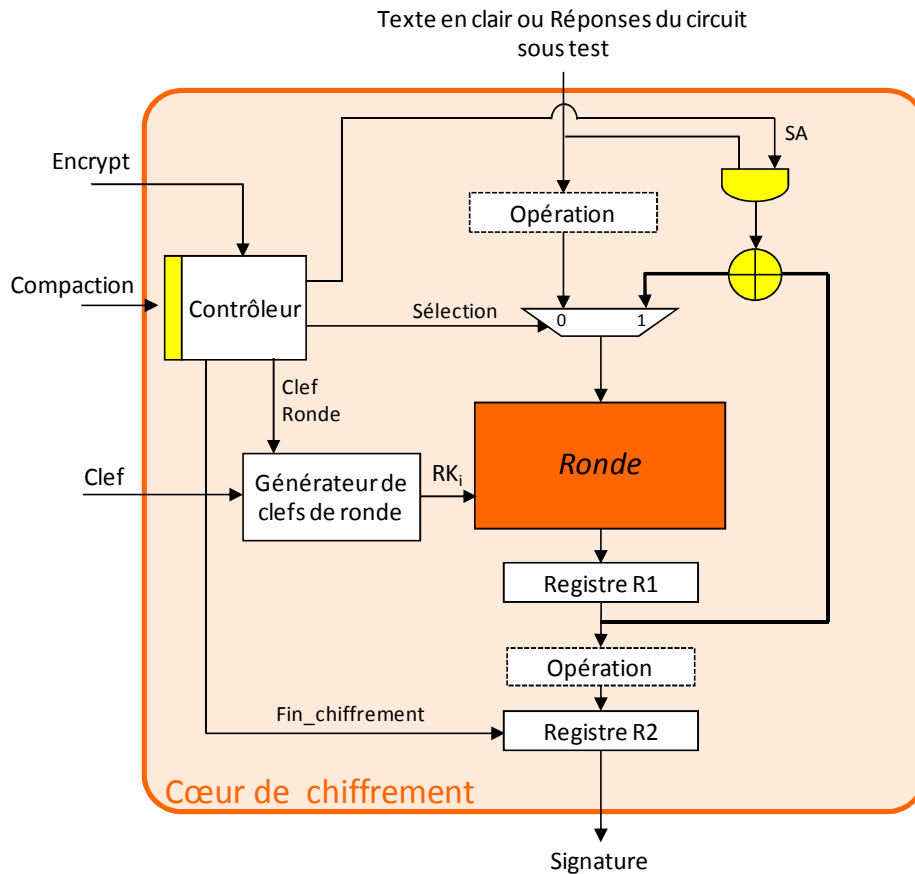 Texte en clair ou Réponses du circuit
sous test
SA
Encrypt
Opération
Compaction
Contrôleur
Sélection
0
1
Clef
Ronde
Ronde
Clef
Générateur de
clefs de ronde
RKi
Registre R1
Opération
Fin_chiffrement
Registre R2
Cœur de chiffrement
Signature